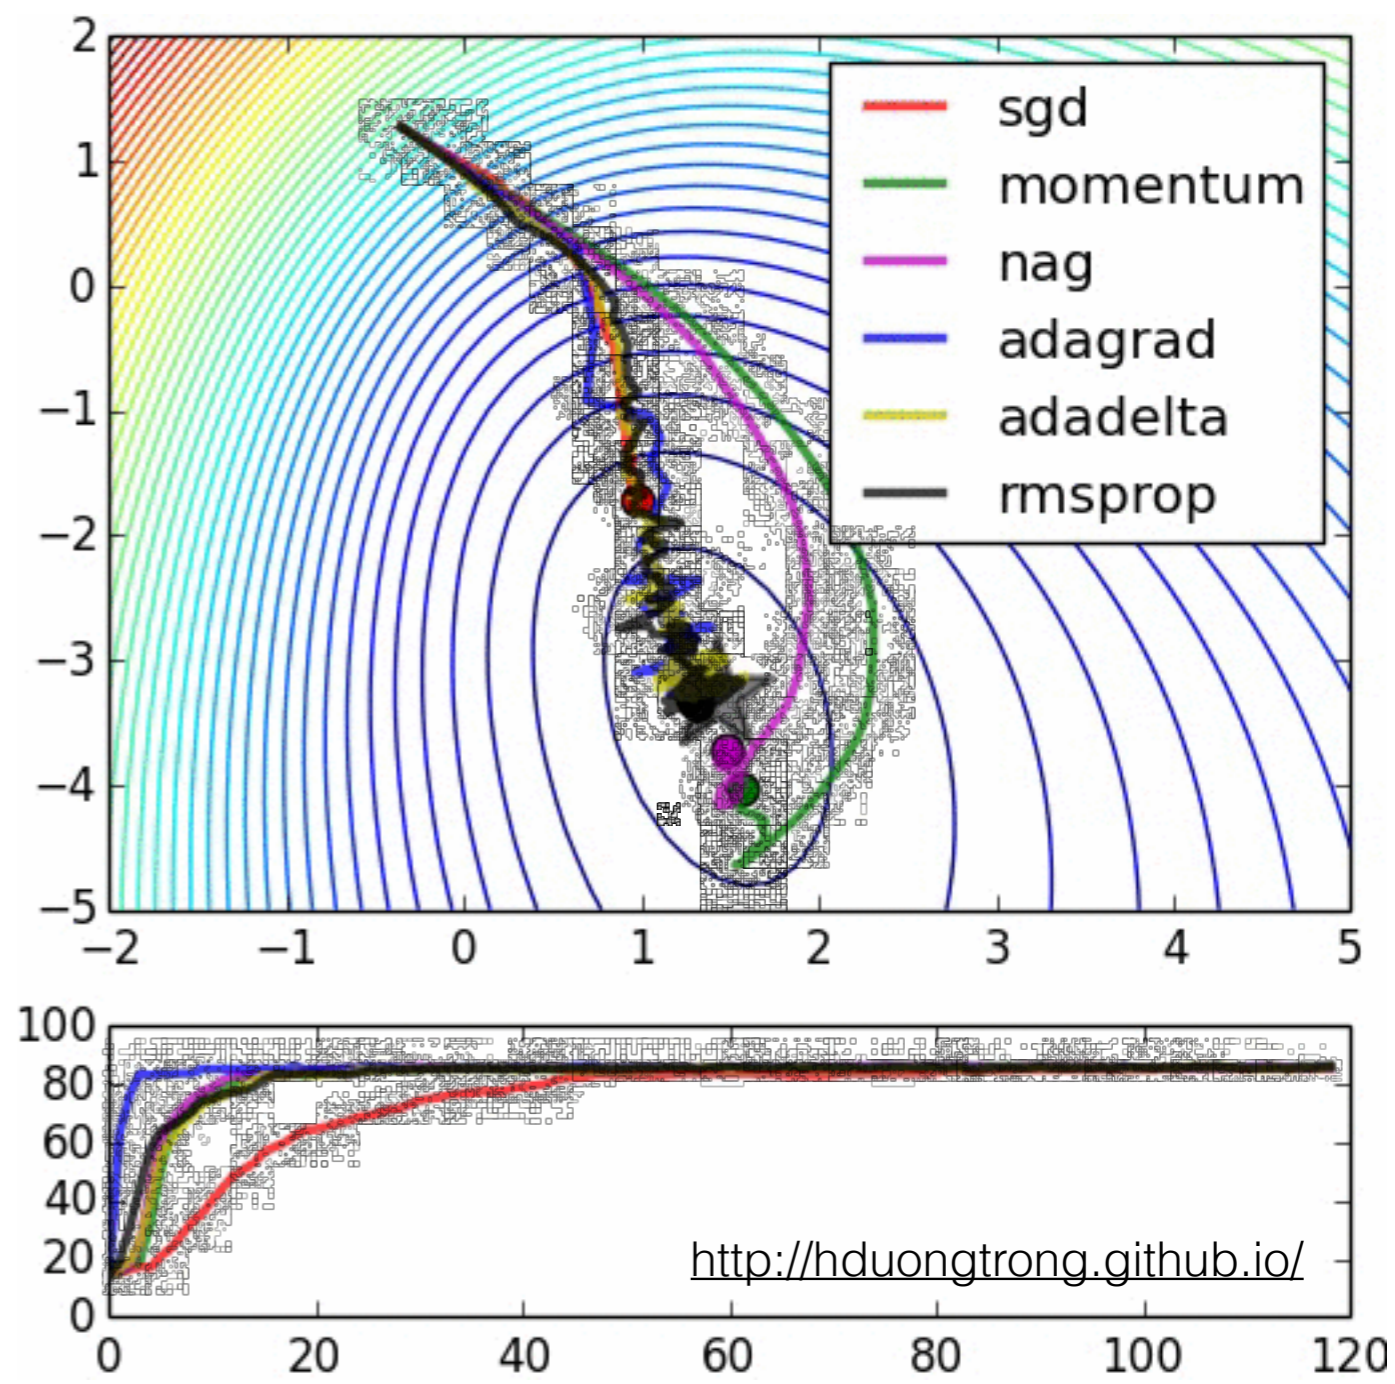 2
1
0
−1
−2
−3
−4
−5
−2 −1 0 1 2 3 4 5
sgd
momentum
nag
adagrad
adadelta
rmsprop
100
80
60
40
20
0
0 20 40 60 80 100 120
http://hduongtrong.github.io/